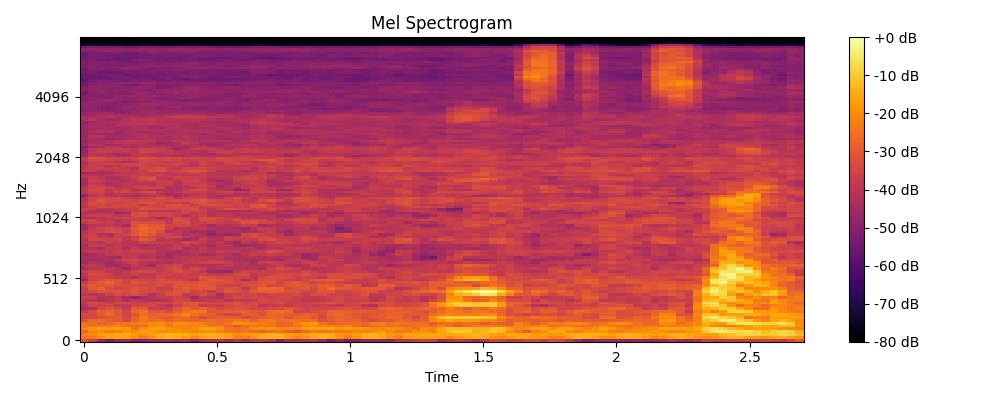 Mel Spectrogram
+0 dB
4096
-10 dB
-20 dB
2048
-30 dB
Hz
1024
-40 dB
-50 dB
512
-60 dB
-70 dB
0
-80 dB
0 0.5 1 1.5 2 2.5
Time